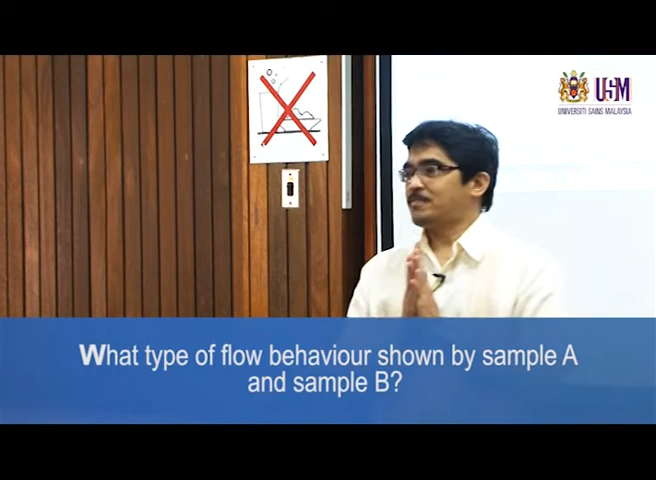 USM
UNIVERSITI SAINS MALAYSIA
What type of flow behaviour shown by sample A
and sample B?